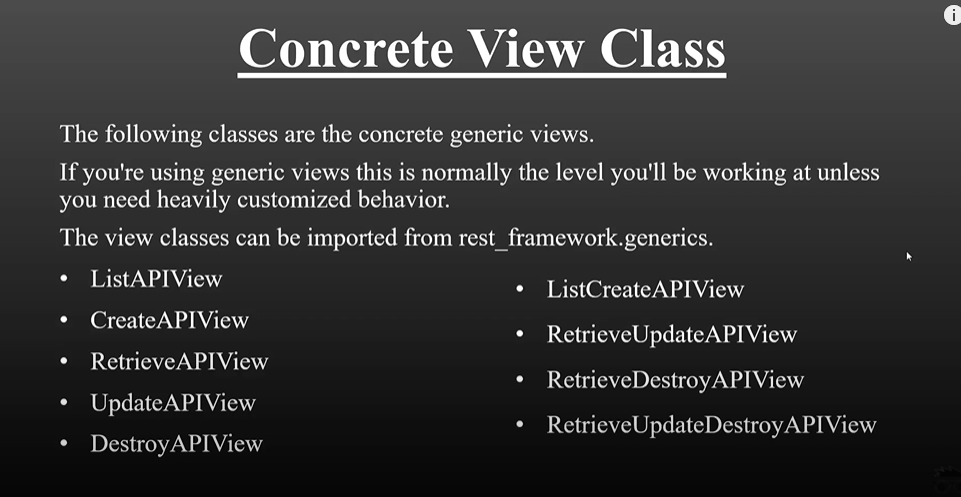 Concrete View Class
The following classes are the concrete generic views.
If you're using generic views this is normally the level you'll be working at unless
you need heavily customized behavior.
The view classes can be imported from rest_framework.generics.
• ListAPIView
• CreateAPIView
• RetrieveAPIView
• UpdateAPIView
• DestroyAPIView
• ListCreateAPIView
• RetrieveUpdateAPIView
• RetrieveDestroyAPIView
• RetrieveUpdateDestroyAPIView